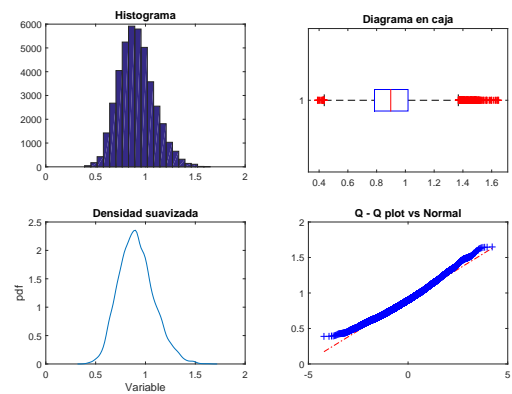 Histograma
6000
5000
4000
3000
2000
1000
0
0 0.5 1 1.5 2
Diagrama en caja
1
0.4 0.6 0.8 1 1.2 1.4 1.6
Densidad suavizada
pdf
2.5
2
1.5
1
0.5
0
0 0.5 1 1.5 2
Variable
Q - Q plot vs Normal
2
1.5
1
0.5
0
-5 0 5